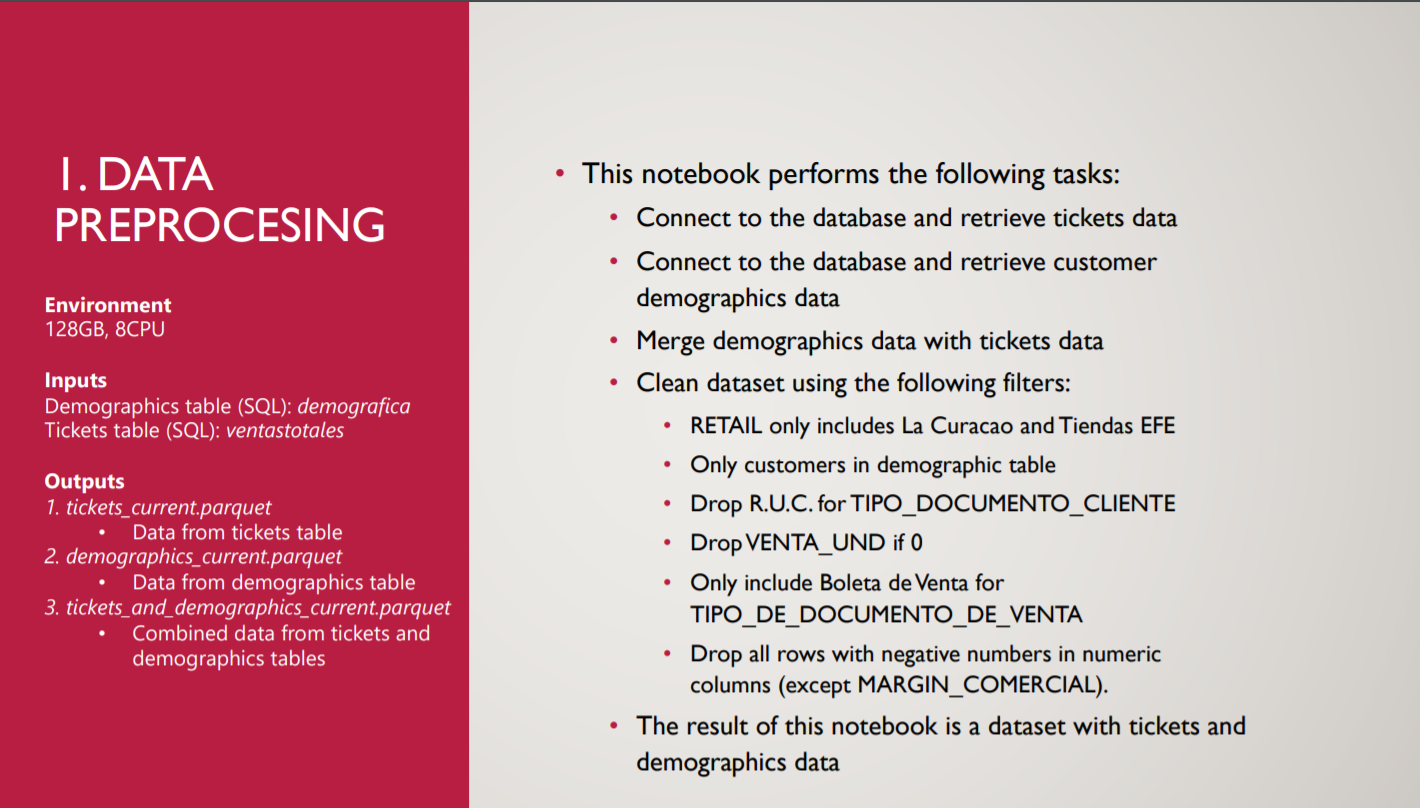 1. DATA
PREPROCESING
Environment
128GB, 8CPU
Inputs
Demographics table (SQL): demografica
Tickets table (SQL): ventastotales
Outputs
1. tickets_current.parquet
• Data from tickets table
2. demographics_current.parquet
• Data from demographics table
3. tickets_and_demographics_current.parquet
• Combined data from tickets and
demographics tables
• This notebook performs the following tasks:
• Connect to the database and retrieve tickets data
• Connect to the database and retrieve customer
demographics data
• Merge demographics data with tickets data
• Clean dataset using the following filters:
• RETAIL only includes La Curacao and Tiendas EFE
• Only customers in demographic table
• Drop R.U.C. for TIPO_DOCUMENTO_CLIENTE
• Drop VENTA_UND if 0
• Only include Boleta de Venta for
TIPO_DE_DOCUMENTO_DE_VENTA
• Drop all rows with negative numbers in numeric
columns (except MARGIN_COMERCIAL).
• The result of this notebook is a dataset with tickets and
demographics data